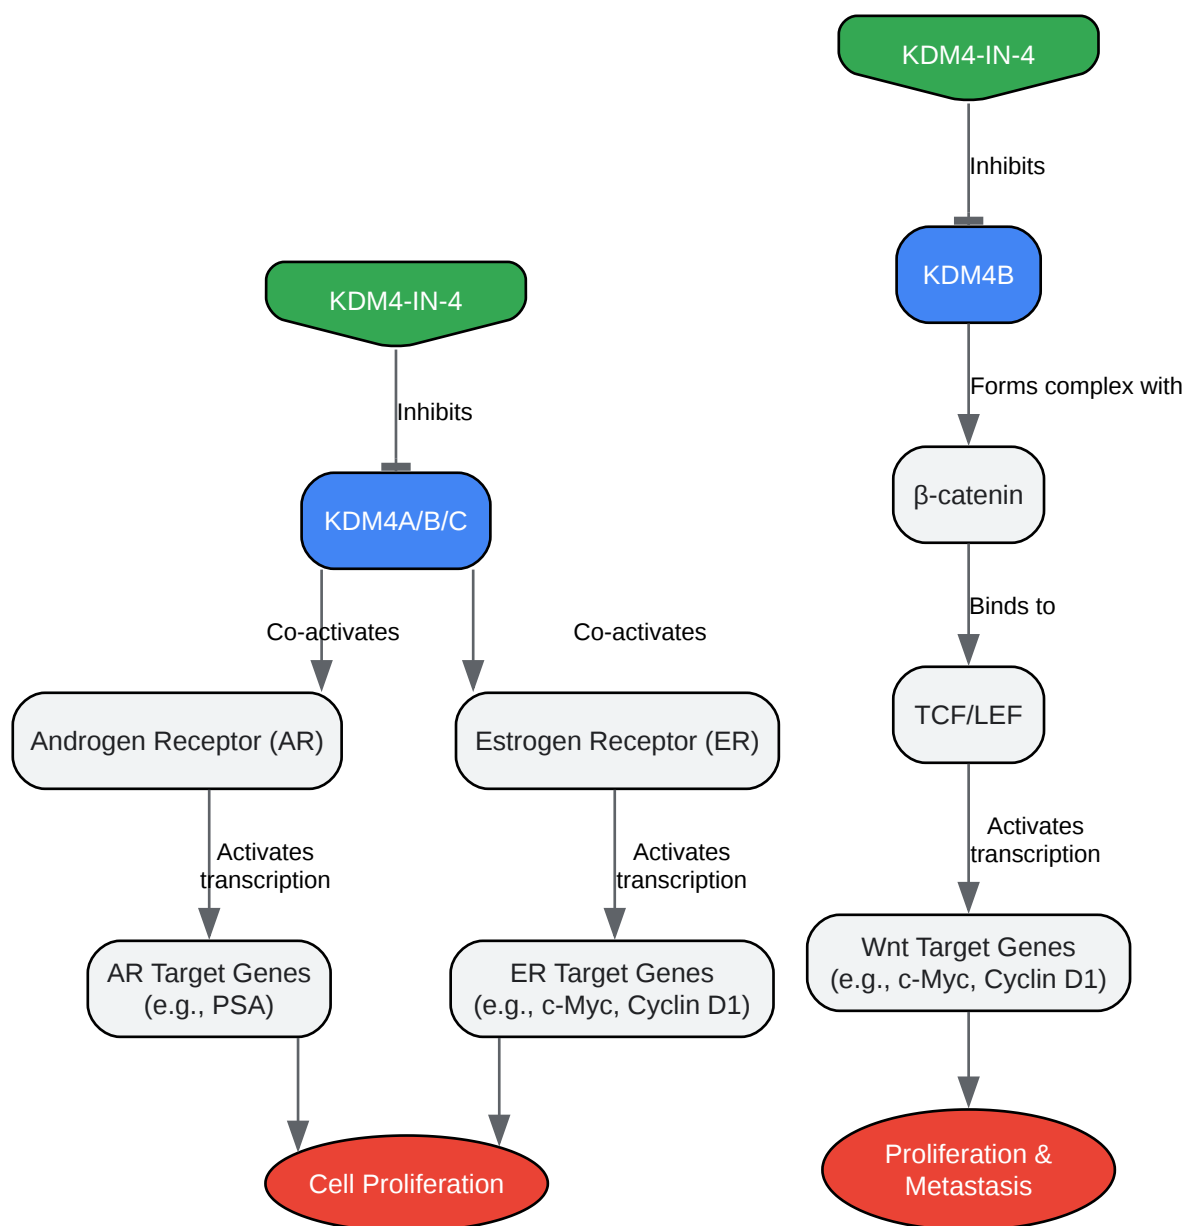 KDM4-IN-4
Inhibits
KDM4A/B/C
Co-activates
Co-activates
Androgen Receptor (AR)
Estrogen Receptor (ER)
Activates
transcription
Activates
transcription
AR Target Genes
(e.g., PSA)
ER Target Genes
(e.g., c-Myc, Cyclin D1)
Cell Proliferation
KDM4-IN-4
Inhibits
KDM4B
Forms complex with
β-catenin
Binds to
TCF/LEF
Activates
transcription
Wnt Target Genes
(e.g., c-Myc, Cyclin D1)
Proliferation &
Metastasis